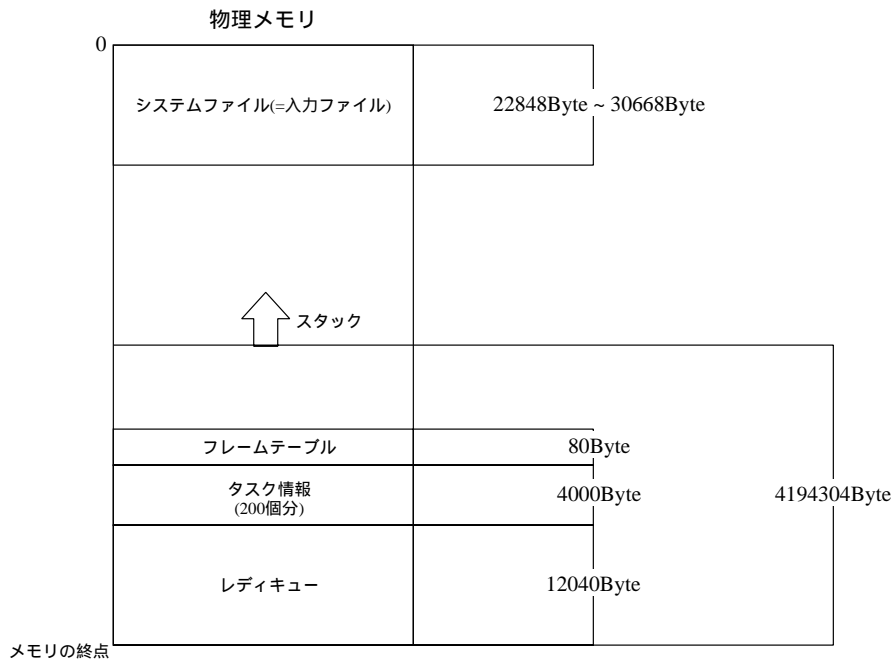 物理メモリ
0
システムファイル(=入力ファイル)
22848Byte ~ 30668Byte
スタック
フレームテーブル
80Byte
タスク情報
(200個分)
4000Byte
4194304Byte
レディキュー
12040Byte
メモリの終点